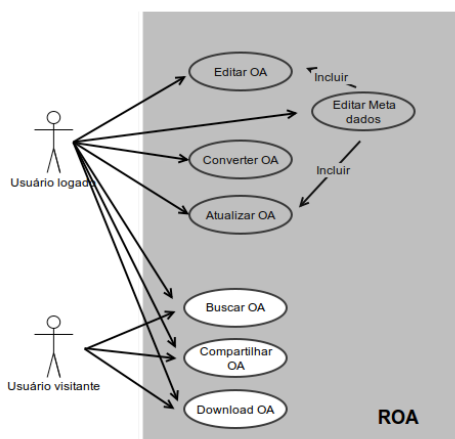 Editar OA
Incluir
Editar Meta
dados
Usuário logado
Converter OA
Incluir
Atualizar OA
Buscar OA
Usuário visitante
Compartilhar
OA
Download OA
ROA